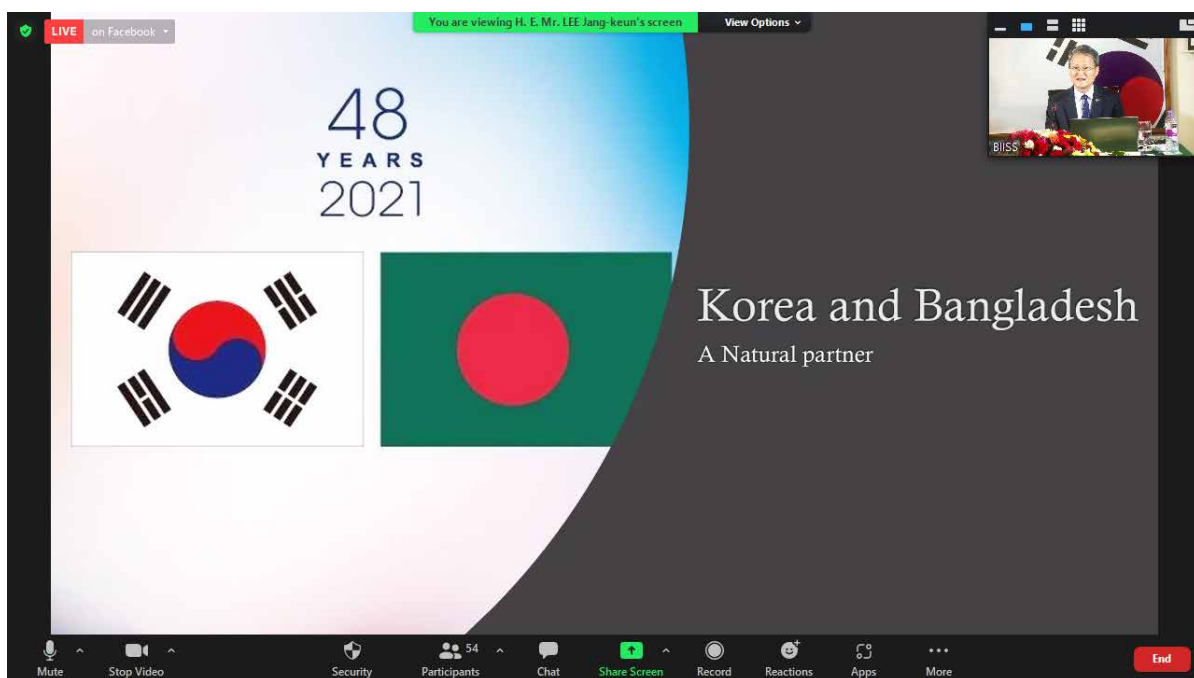 LIVE on Facebook
You are viewing H. E. Mr. LEE Jang-keun's screen
View Options
BIISS
48
YEARS
2021
Korea and Bangladesh
A Natural partner
Mute
Stop Video
Security
54
Participants
Chat
Share Screen
Record
Reactions
Apps
More
End